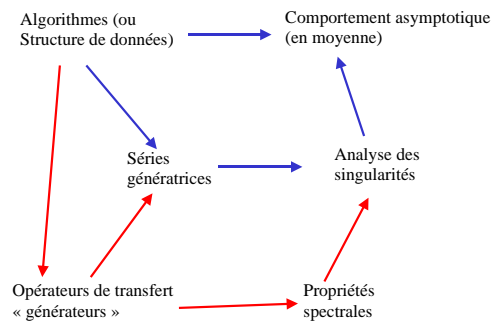 Algorithmes (ou
Structure de données)
Comportement asymptotique
(en moyenne)
Séries
génératrices
Analyse des
singularités
Opérateurs de transfert
« générateurs »
Propriétés
spectrales